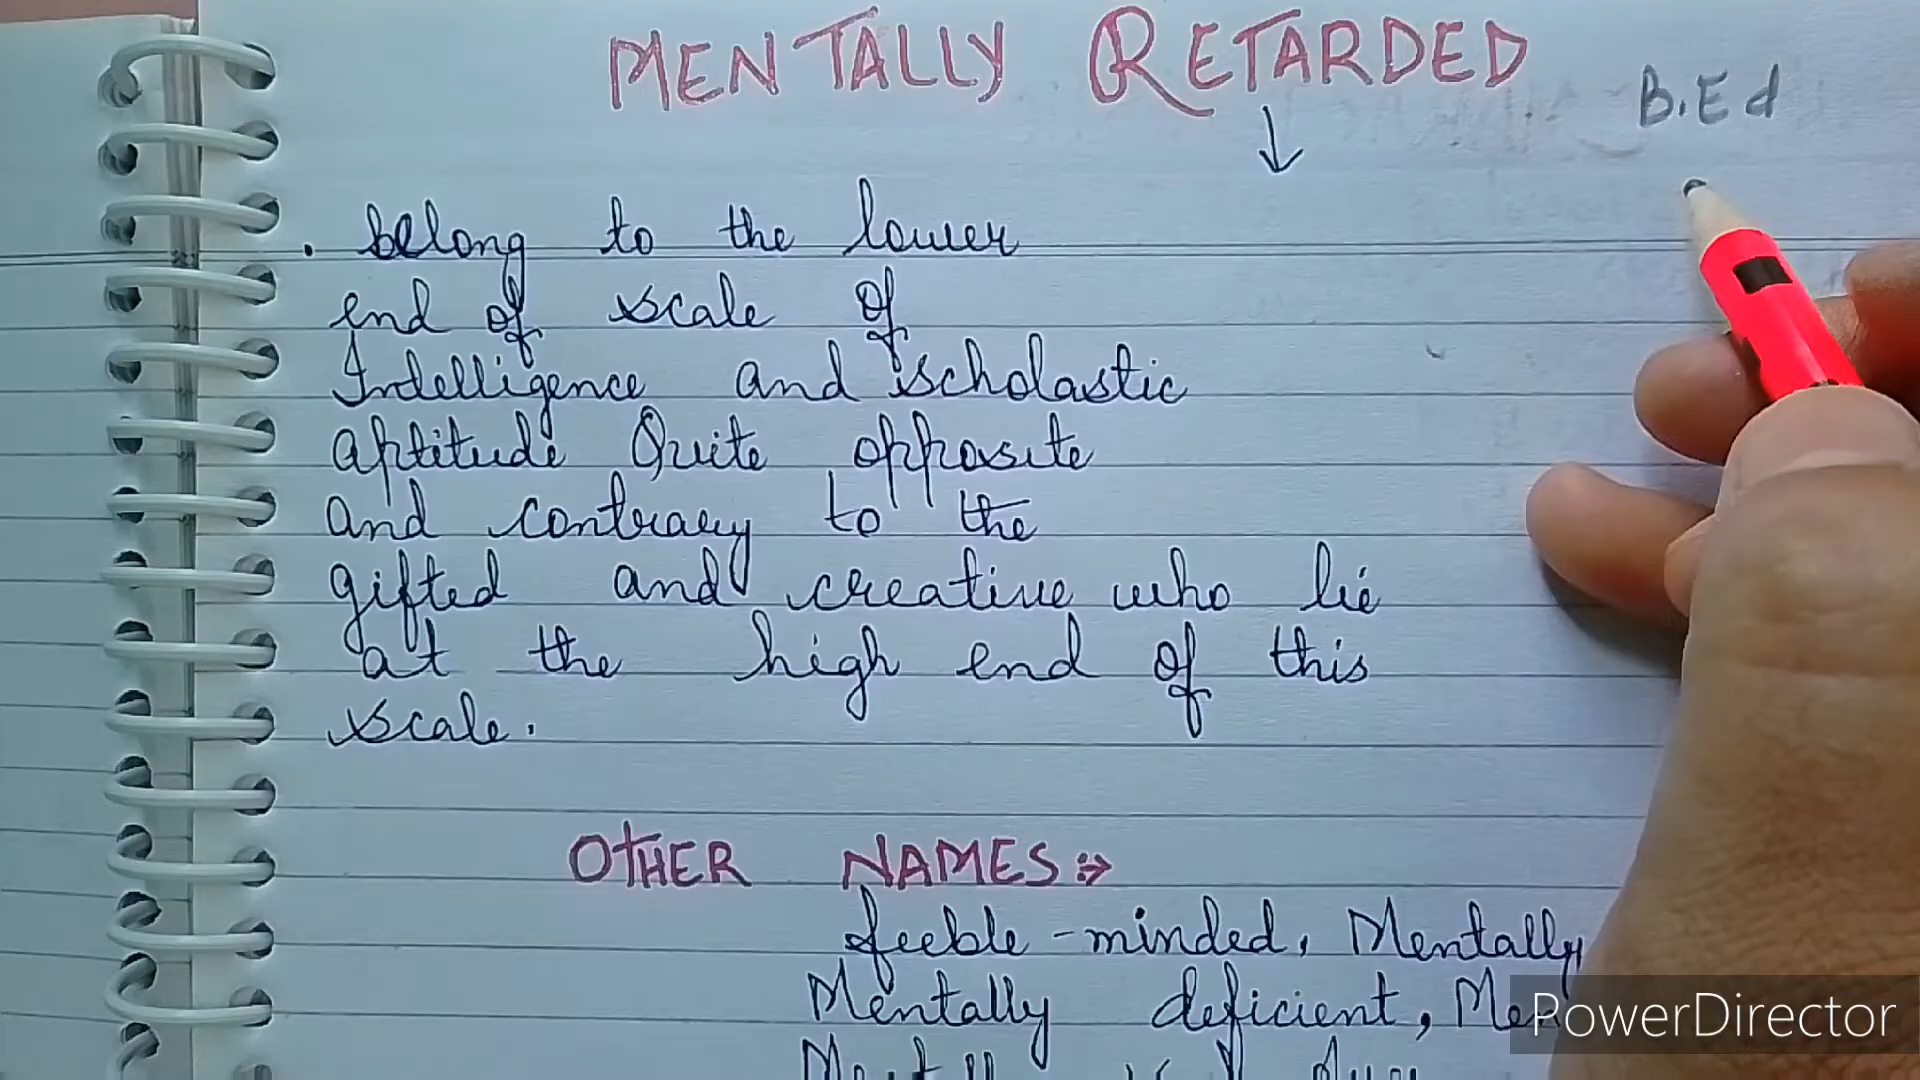 MENTALLY RETARDED
B.Ed
. belong to the lower
end of scale of
Intelligence and scholastic
aptitude Quite opposite
and contrary to the
gifted and creative who lie
at the high end of this
scale.
OTHER NAMES:->
feeble-minded, Mentally
Mentally deficient, Men
PowerDirector